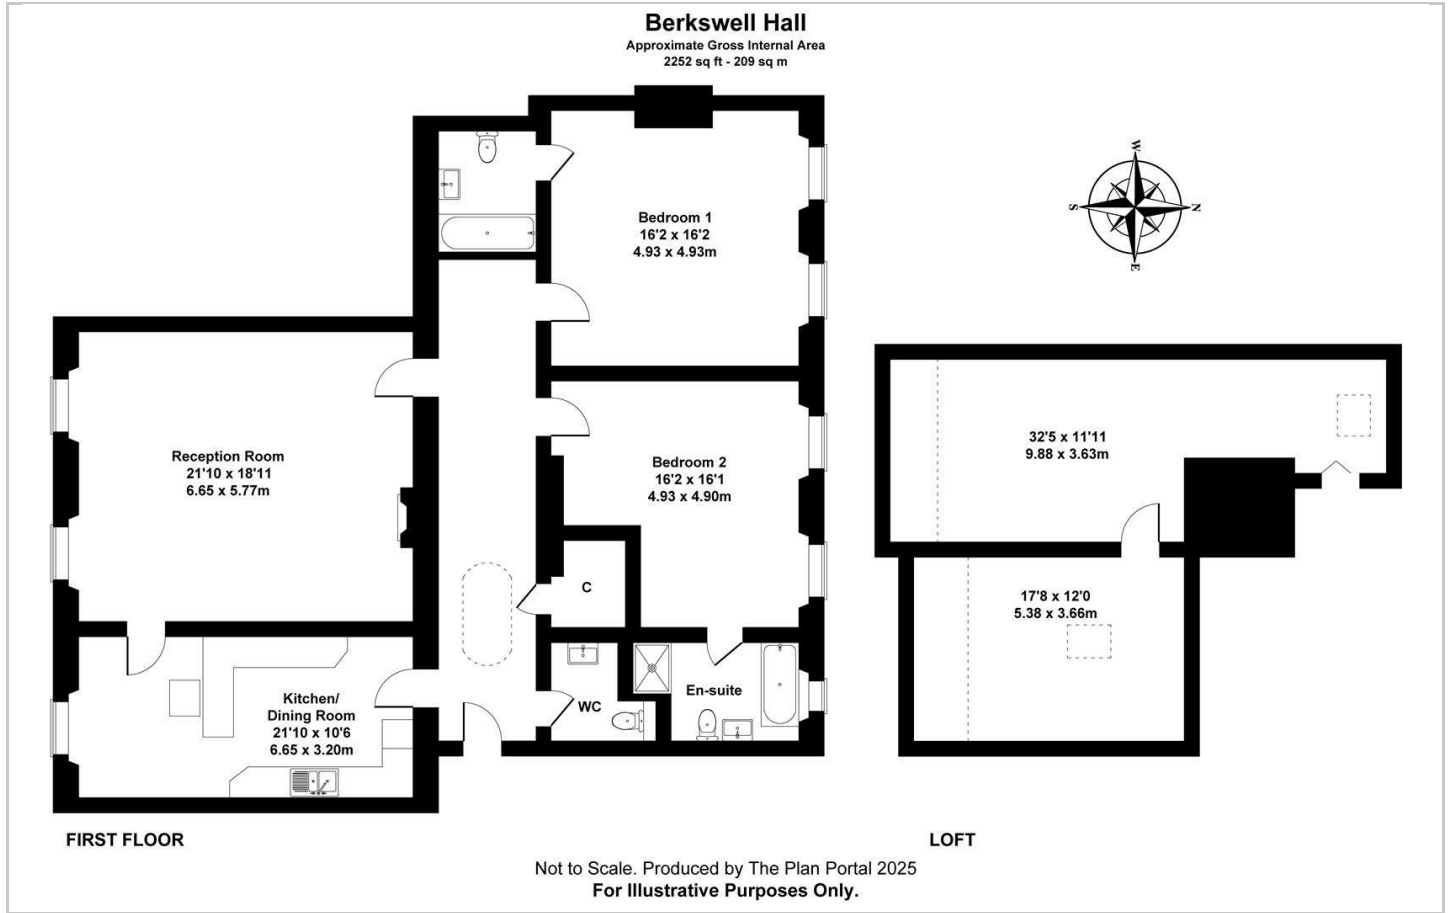 Berkswell Hall
Approximate Gross Internal Area
2252 sq ft - 209 sq m
Bedroom 1
16'2 x 16'2
4.93 x 4.93m
W
S
N
E
Reception Room
21'10 x 18'11
6.65 x 5.77m
Bedroom 2
16'2 x 16'1
4.93 x 4.90m
32'5 x 11'11
9.88 x 3.63m
C
17'8 x 12'0
5.38 x 3.66m
Kitchen/
Dining Room
21'10 x 10'6
6.65 x 3.20m
WC
En-suite
FIRST FLOOR
LOFT
Not to Scale. Produced by The Plan Portal 2025
For Illustrative Purposes Only.